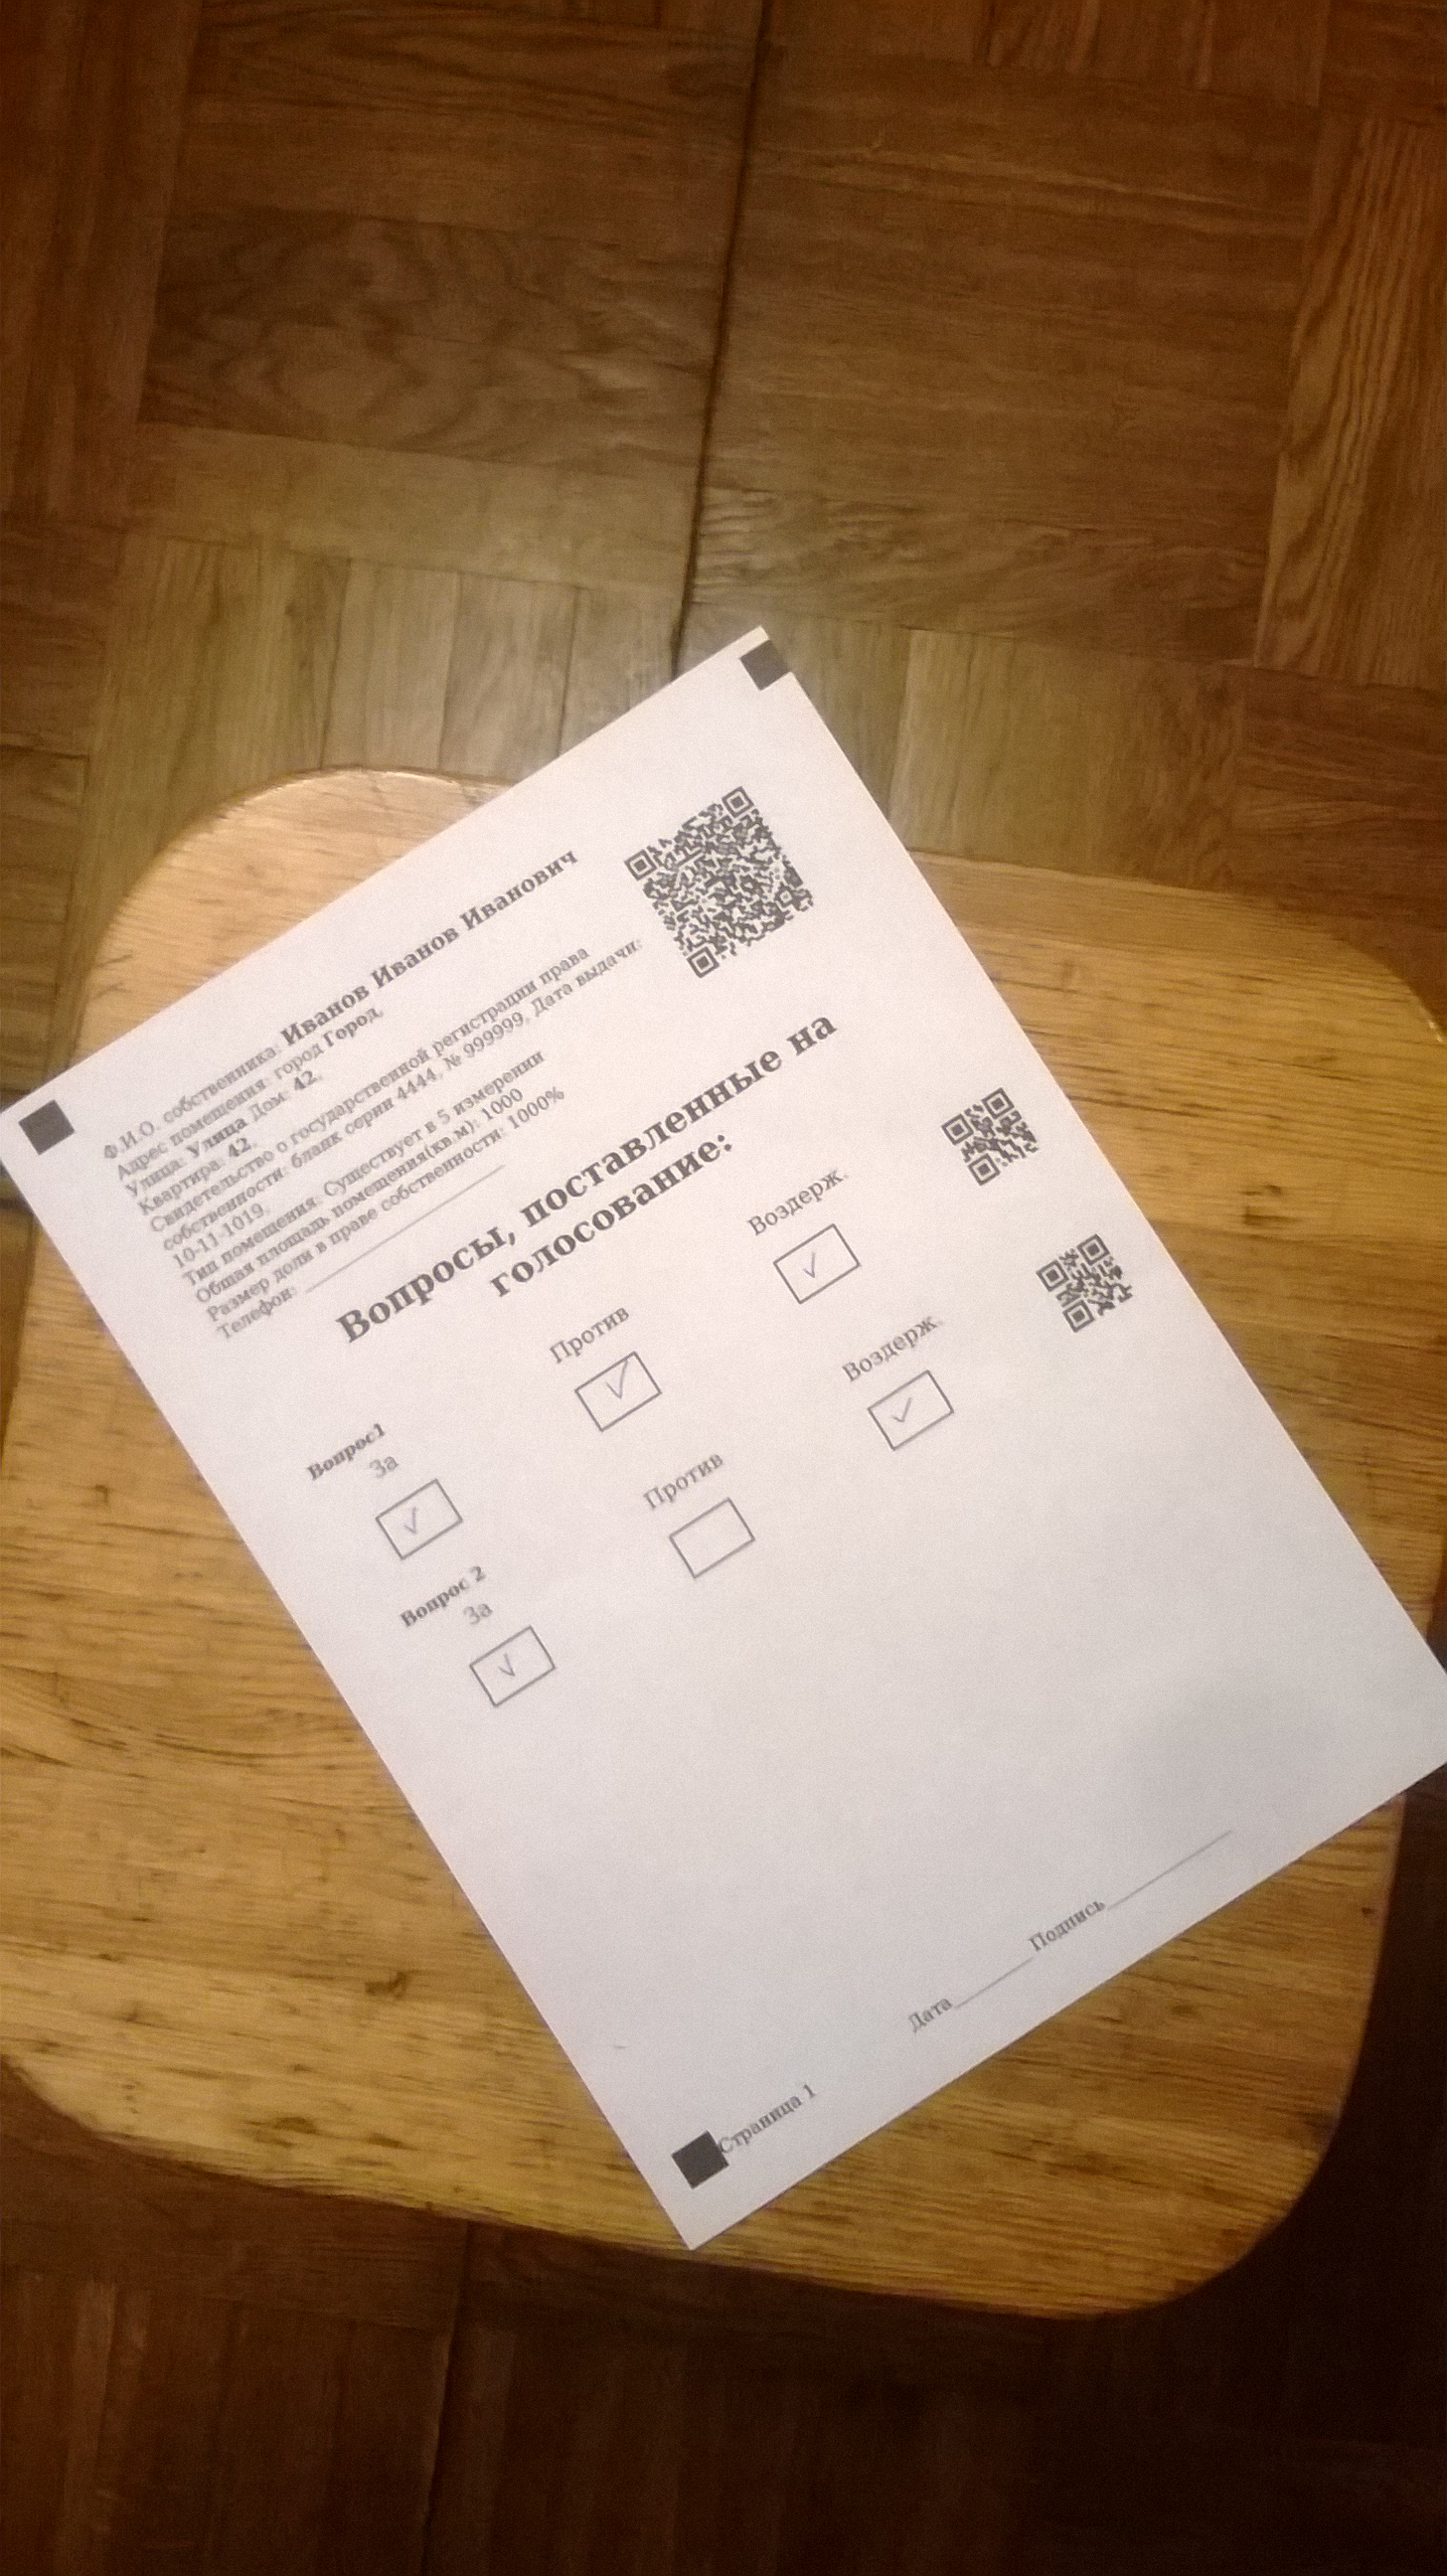 Ф.И.О. собственника: Иванов Иванов Иванович
Адрес помещения: город Город,
Улица: Улица Дом: 42,
Квартира: 42,
Свидетельство о государственной регистрации права
собственности: бланк серии 4444, № 999999, Дата выдачи:
10-11-1019,
Тип помещения: Существует в 5 измерении
Общая площадь помещения(кв.м): 1000
Размер доли в праве собственности: 1000%
Телефон: ____________________
Вопросы, поставленные на
голосование:
Вопрос1
За Против Воздерж.
Вопрос 2
За Против Воздерж.
Дата________ Подпись____________
Страница 1